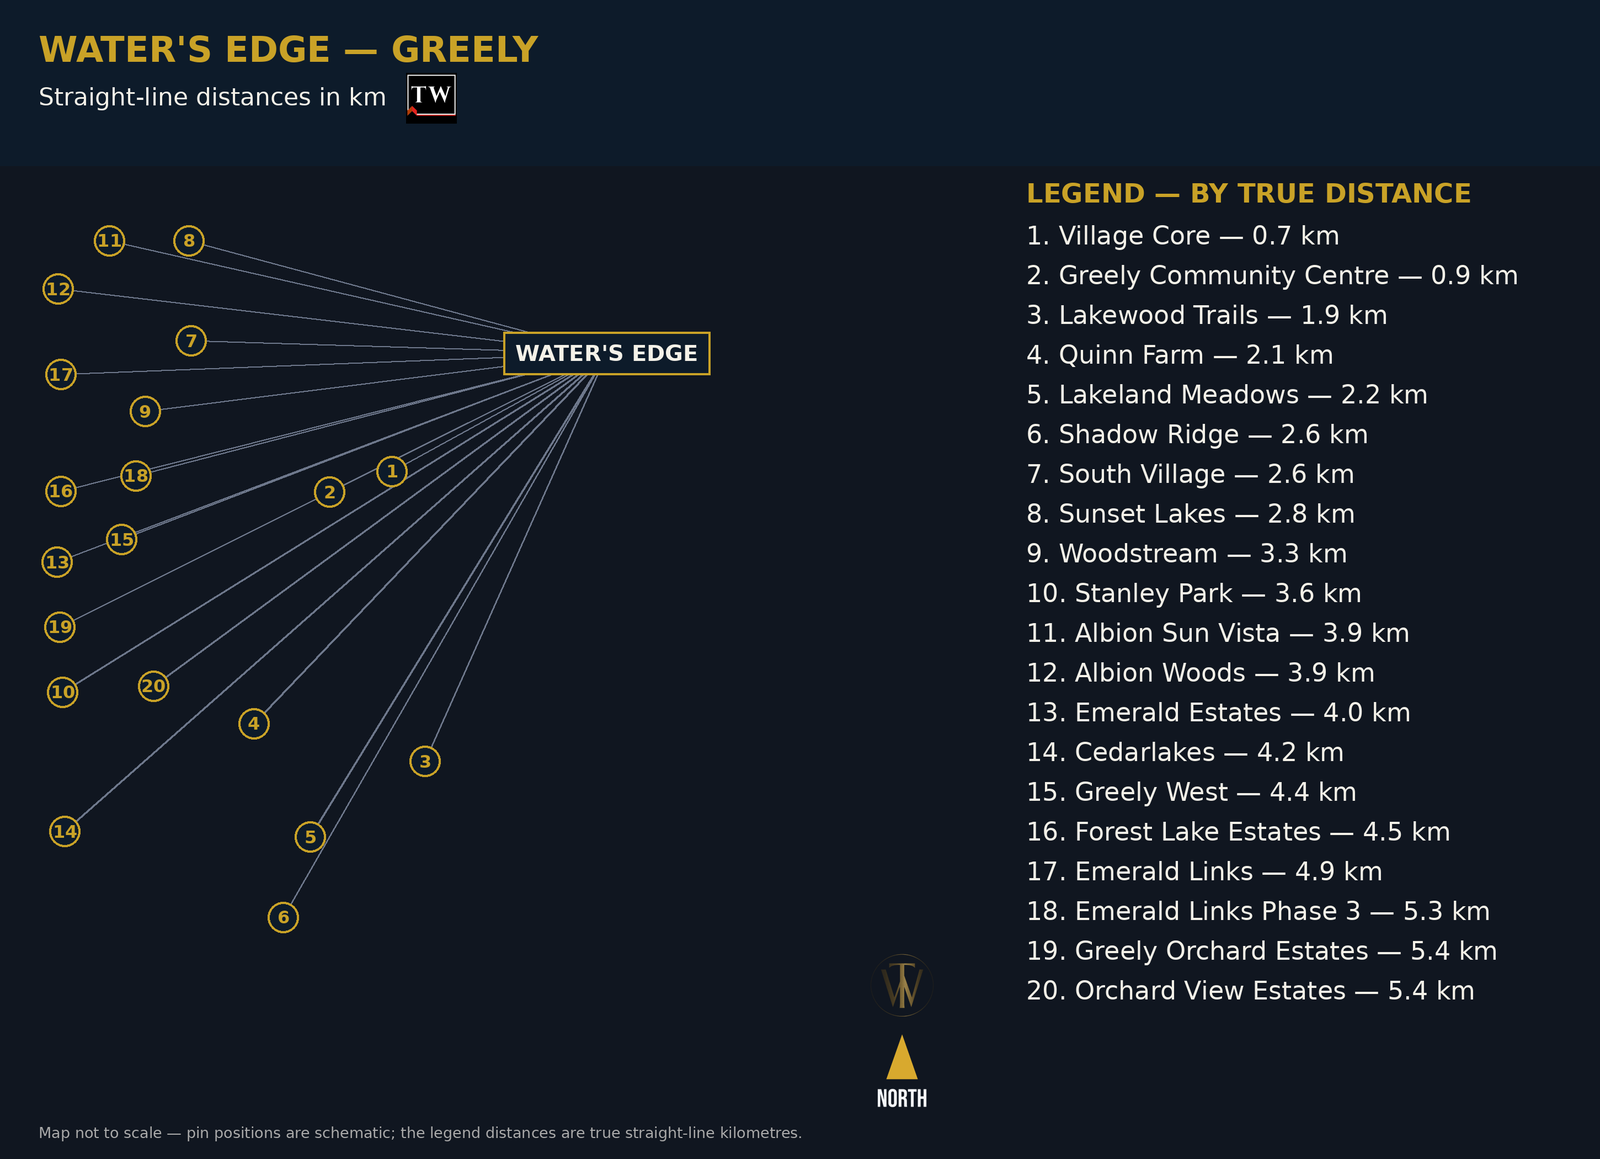 WATER'S EDGE — GREELY
Straight-line distances in km
TW
LEGEND — BY TRUE DISTANCE
1. Village Core — 0.7 km
2. Greely Community Centre — 0.9 km
3. Lakewood Trails — 1.9 km
4. Quinn Farm — 2.1 km
5. Lakeland Meadows — 2.2 km
6. Shadow Ridge — 2.6 km
7. South Village — 2.6 km
8. Sunset Lakes — 2.8 km
9. Woodstream — 3.3 km
10. Stanley Park — 3.6 km
11. Albion Sun Vista — 3.9 km
12. Albion Woods — 3.9 km
13. Emerald Estates — 4.0 km
14. Cedarlakes — 4.2 km
15. Greely West — 4.4 km
16. Forest Lake Estates — 4.5 km
17. Emerald Links — 4.9 km
18. Emerald Links Phase 3 — 5.3 km
19. Greely Orchard Estates — 5.4 km
20. Orchard View Estates — 5.4 km
11
8
12
7
WATER'S EDGE
17
9
1
18
16
2
15
13
19
10
20
4
3
14
5
6
TW
NORTH
Map not to scale — pin positions are schematic; the legend distances are true straight-line kilometres.